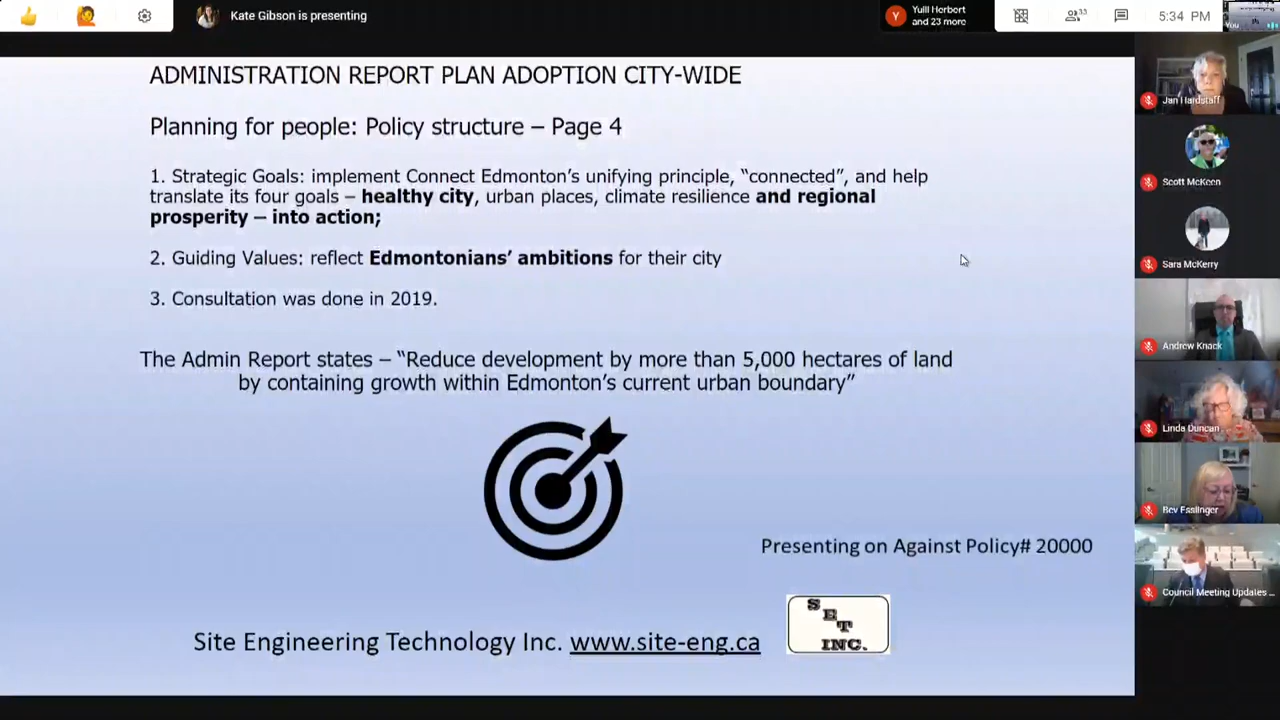 Kate Gibson is presenting
Yulll Horbort
and 23 more
33
5:34 PM
You
ADMINISTRATION REPORT PLAN ADOPTION CITY-WIDE
Planning for people: Policy structure – Page 4
1. Strategic Goals: implement Connect Edmonton's unifying principle, "connected", and help
translate its four goals – healthy city, urban places, climate resilience and regional
prosperity – into action;
2. Guiding Values: reflect Edmontonians' ambitions for their city
3. Consultation was done in 2019.
The Admin Report states – "Reduce development by more than 5,000 hectares of land
by containing growth within Edmonton's current urban boundary"
Presenting on Against Policy# 20000
Site Engineering Technology Inc. www.site-eng.ca
SET
INC.
Jan Hardstaff
Scott McKeen
Sara McKerry
Andrew Knack
Linda Duncan
Bev Esslinger
Council Meeting Updates ...
Y